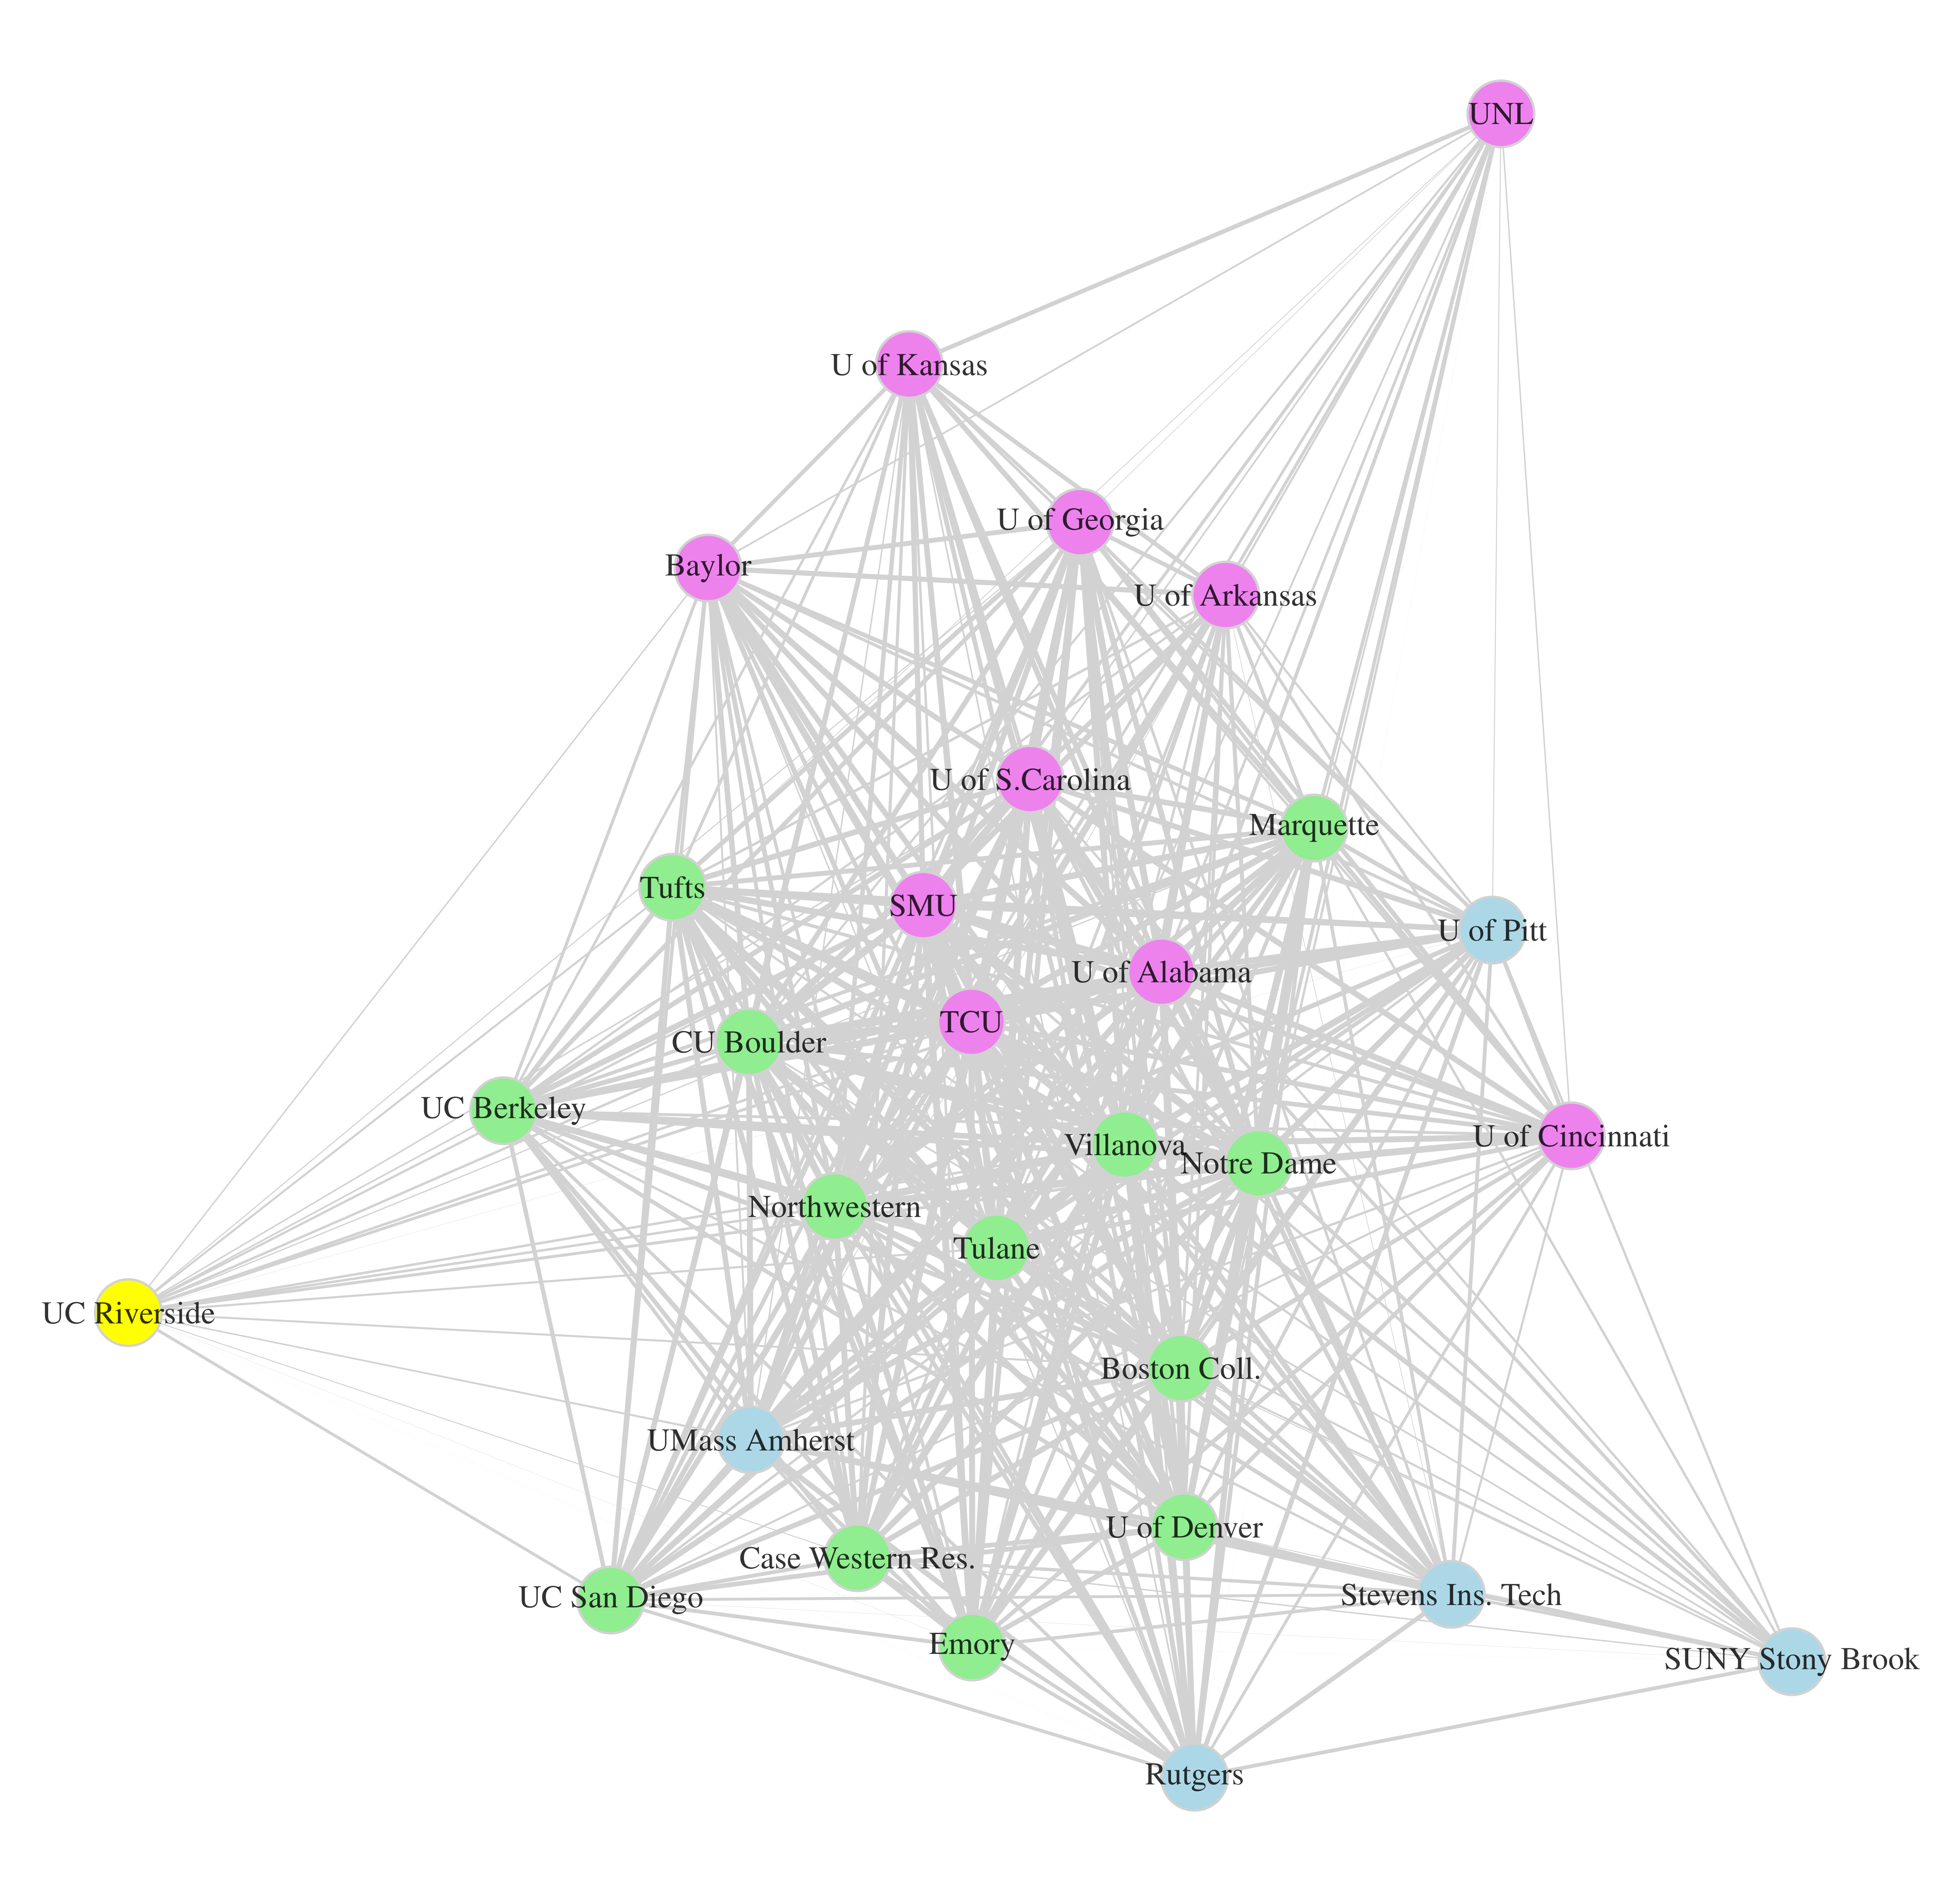 UNL
U of Kansas
U of Georgia
Baylor
U of Arkansas
U of S.Carolina
Marquette
Tufts
SMU
U of Pitt
U of Alabama
TCU
CU Boulder
UC Berkeley
U of Cincinnati
Villanova
Notre Dame
Northwestern
Tulane
UC Riverside
Boston Coll.
UMass Amherst
U of Denver
Case Western Res.
Stevens Ins. Tech
UC San Diego
Emory
SUNY Stony Brook
Rutgers